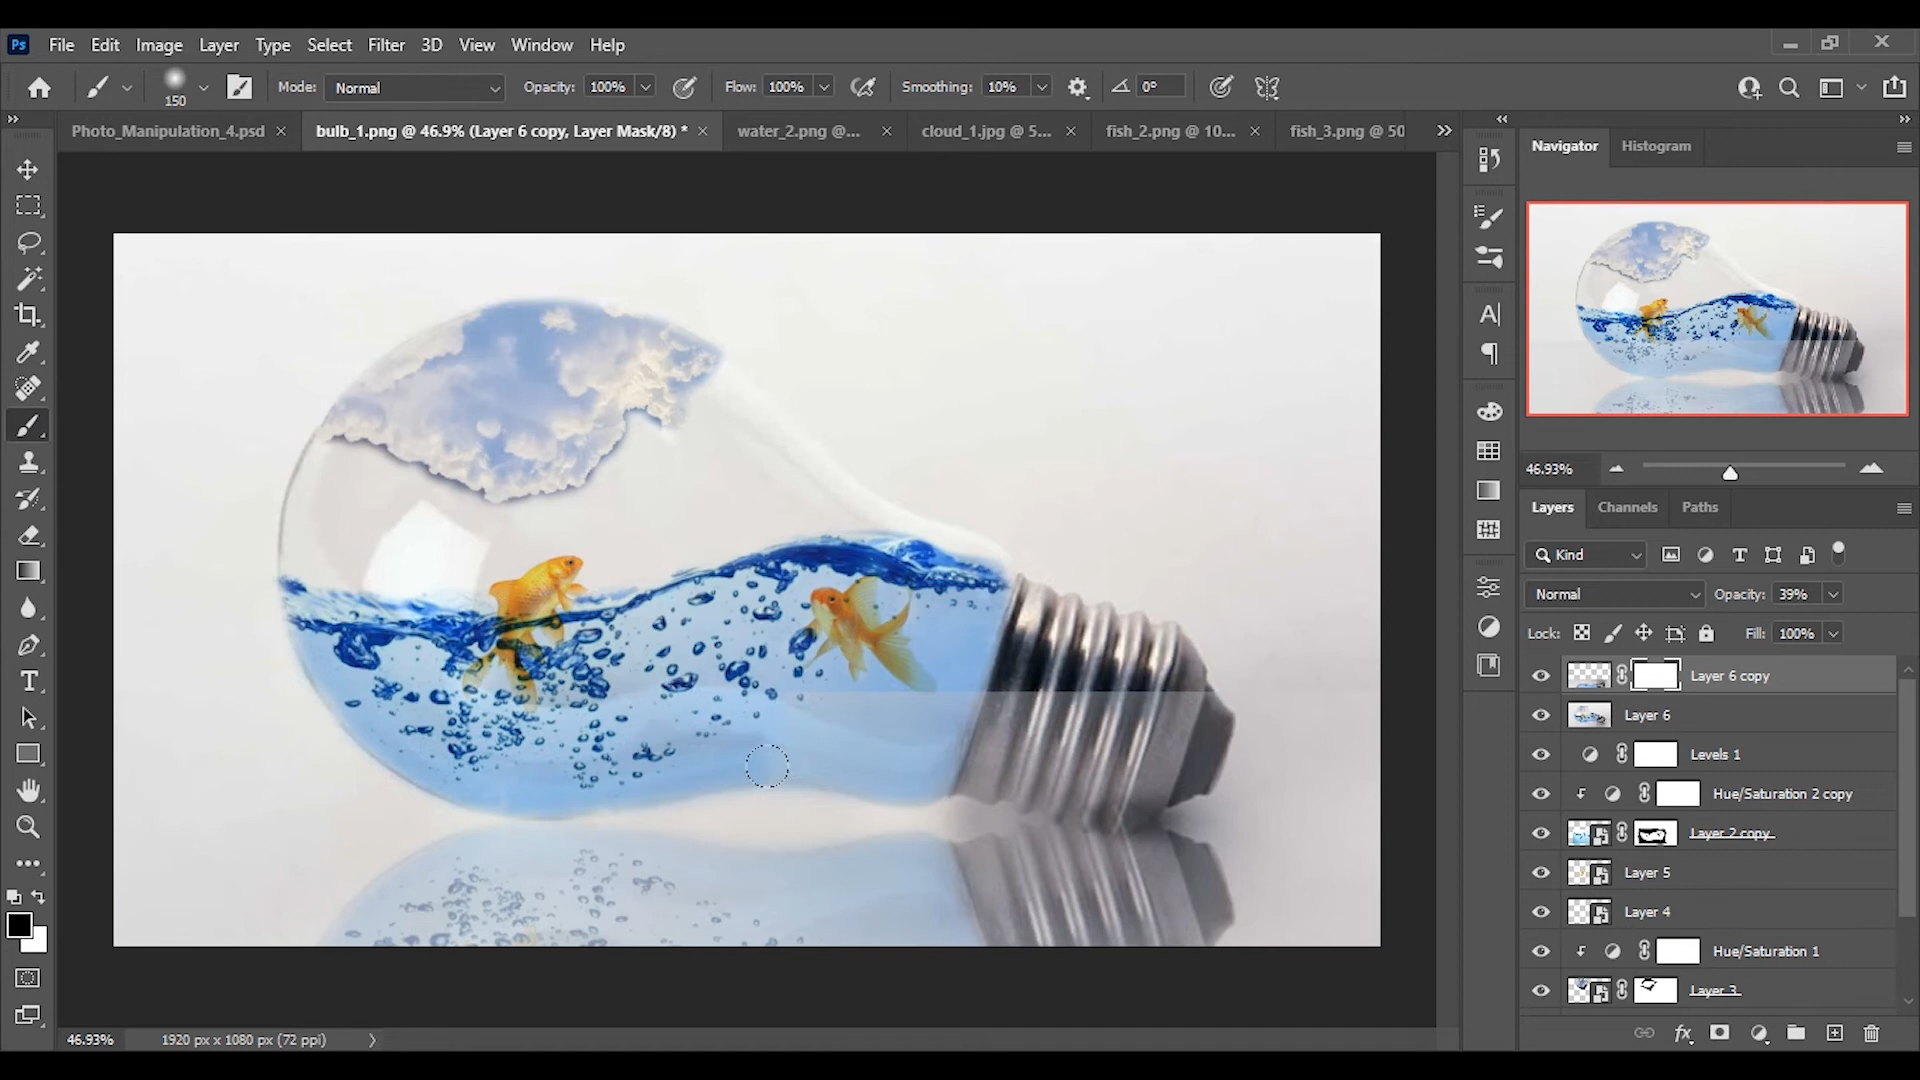 Ps File Edit Image Layer Type Select Filter 3D View Window Help
150 Mode: Normal Opacity: 100% Flow: 100% Smoothing: 10% 0°
Photo_Manipulation_4.psd bulb_1.png @ 46.9% (Layer 6 copy, Layer Mask/8) * water_2.png @... cloud_1.jpg @ 5... fish_2.png @ 10... fish_3.png @ 50
Navigator Histogram
46.93%
Layers Channels Paths
Kind
Normal Opacity: 39%
Lock: Fill: 100%
Layer 6 copy
Layer 6
Levels 1
Hue/Saturation 2 copy
Layer 2 copy
Layer 5
Layer 4
Hue/Saturation 1
Layer 3
46.93% 1920 px x 1080 px (72 ppi)